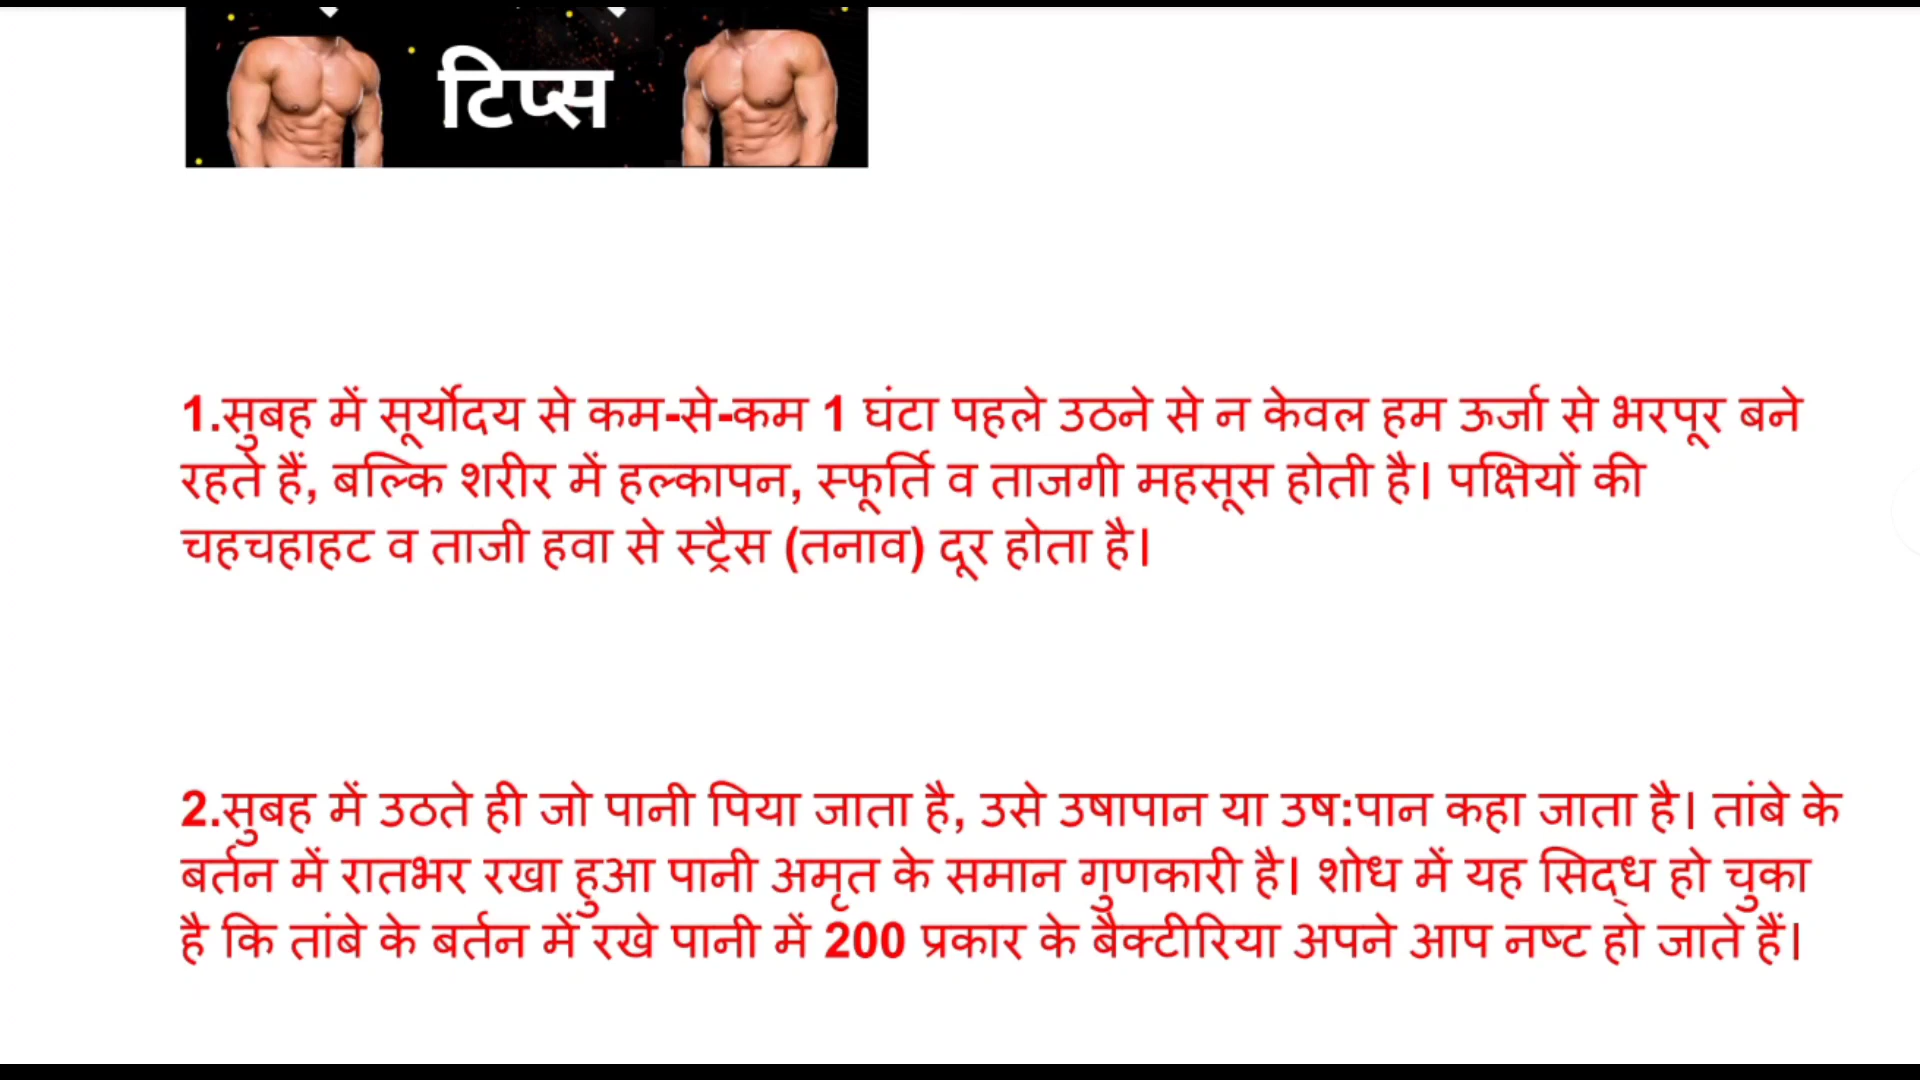 टिप्स
1.सुबह में सूर्योदय से कम-से-कम 1 घंटा पहले उठने से न केवल हम ऊर्जा से भरपूर बने
रहते हैं, बल्कि शरीर में हल्कापन, स्फूर्ति व ताजगी महसूस होती है। पक्षियों की
चहचहाहट व ताजी हवा से स्ट्रैस (तनाव) दूर होता है।
2.सुबह में उठते ही जो पानी पिया जाता है, उसे उषापान या उष:पान कहा जाता है। तांबे के
बर्तन में रातभर रखा हुआ पानी अमृत के समान गुणकारी है। शोध में यह सिद्ध हो चुका
है कि तांबे के बर्तन में रखे पानी में 200 प्रकार के बैक्टीरिया अपने आप नष्ट हो जाते हैं।